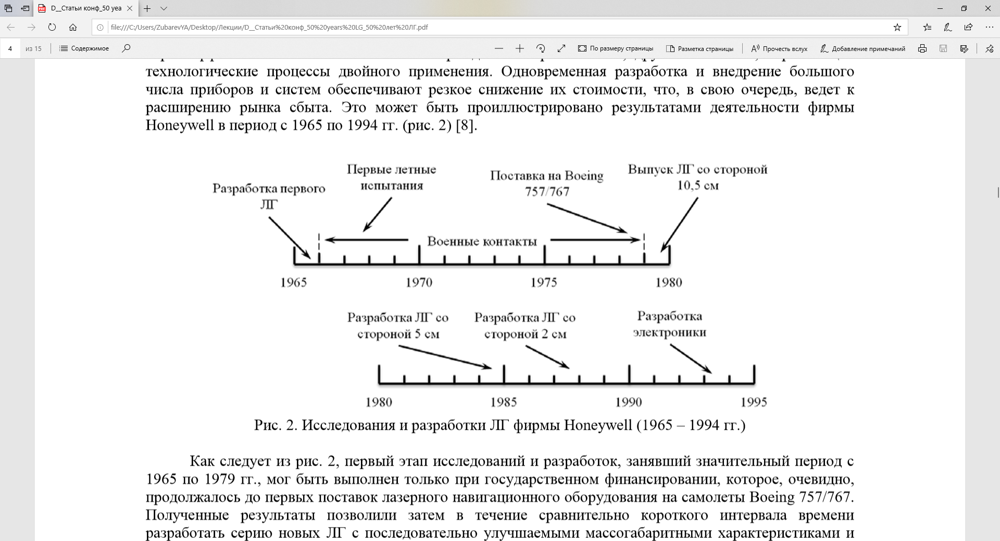 D__Статьи конф_50 yea
file:///C:/Users/ZubarevYA/Desktop/Лекции/D__Статьи%20конф_50%20years%20LG_50%20лет%20ЛГ.pdf
4 из 15 Содержимое По размеру страницы Разметка страницы Прочесть вслух Добавление примечаний
технологические процессы двойного применения. Одновременная разработка и внедрение большого
числа приборов и систем обеспечивают резкое снижение их стоимости, что, в свою очередь, ведет к
расширению рынка сбыта. Это может быть проиллюстрировано результатами деятельности фирмы
Honeywell в период с 1965 по 1994 гг. (рис. 2) [8].
Разработка первого
ЛГ
Первые летные
испытания
Поставка на Boeing
757/767
Выпуск ЛГ со стороной
10,5 см
Военные контакты
1965 1970 1975 1980
Разработка ЛГ со
стороной 5 см
Разработка ЛГ со
стороной 2 см
Разработка
электроники
1980 1985 1990 1995
Рис. 2. Исследования и разработки ЛГ фирмы Honeywell (1965 – 1994 гг.)
Как следует из рис. 2, первый этап исследований и разработок, занявший значительный период с
1965 по 1979 гг., мог быть выполнен только при государственном финансировании, которое, очевидно,
продолжалось до первых поставок лазерного навигационного оборудования на самолеты Boeing 757/767.
Полученные результаты позволили затем в течение сравнительно короткого интервала времени
разработать серию новых ЛГ с последовательно улучшаемыми массогабаритными характеристиками и